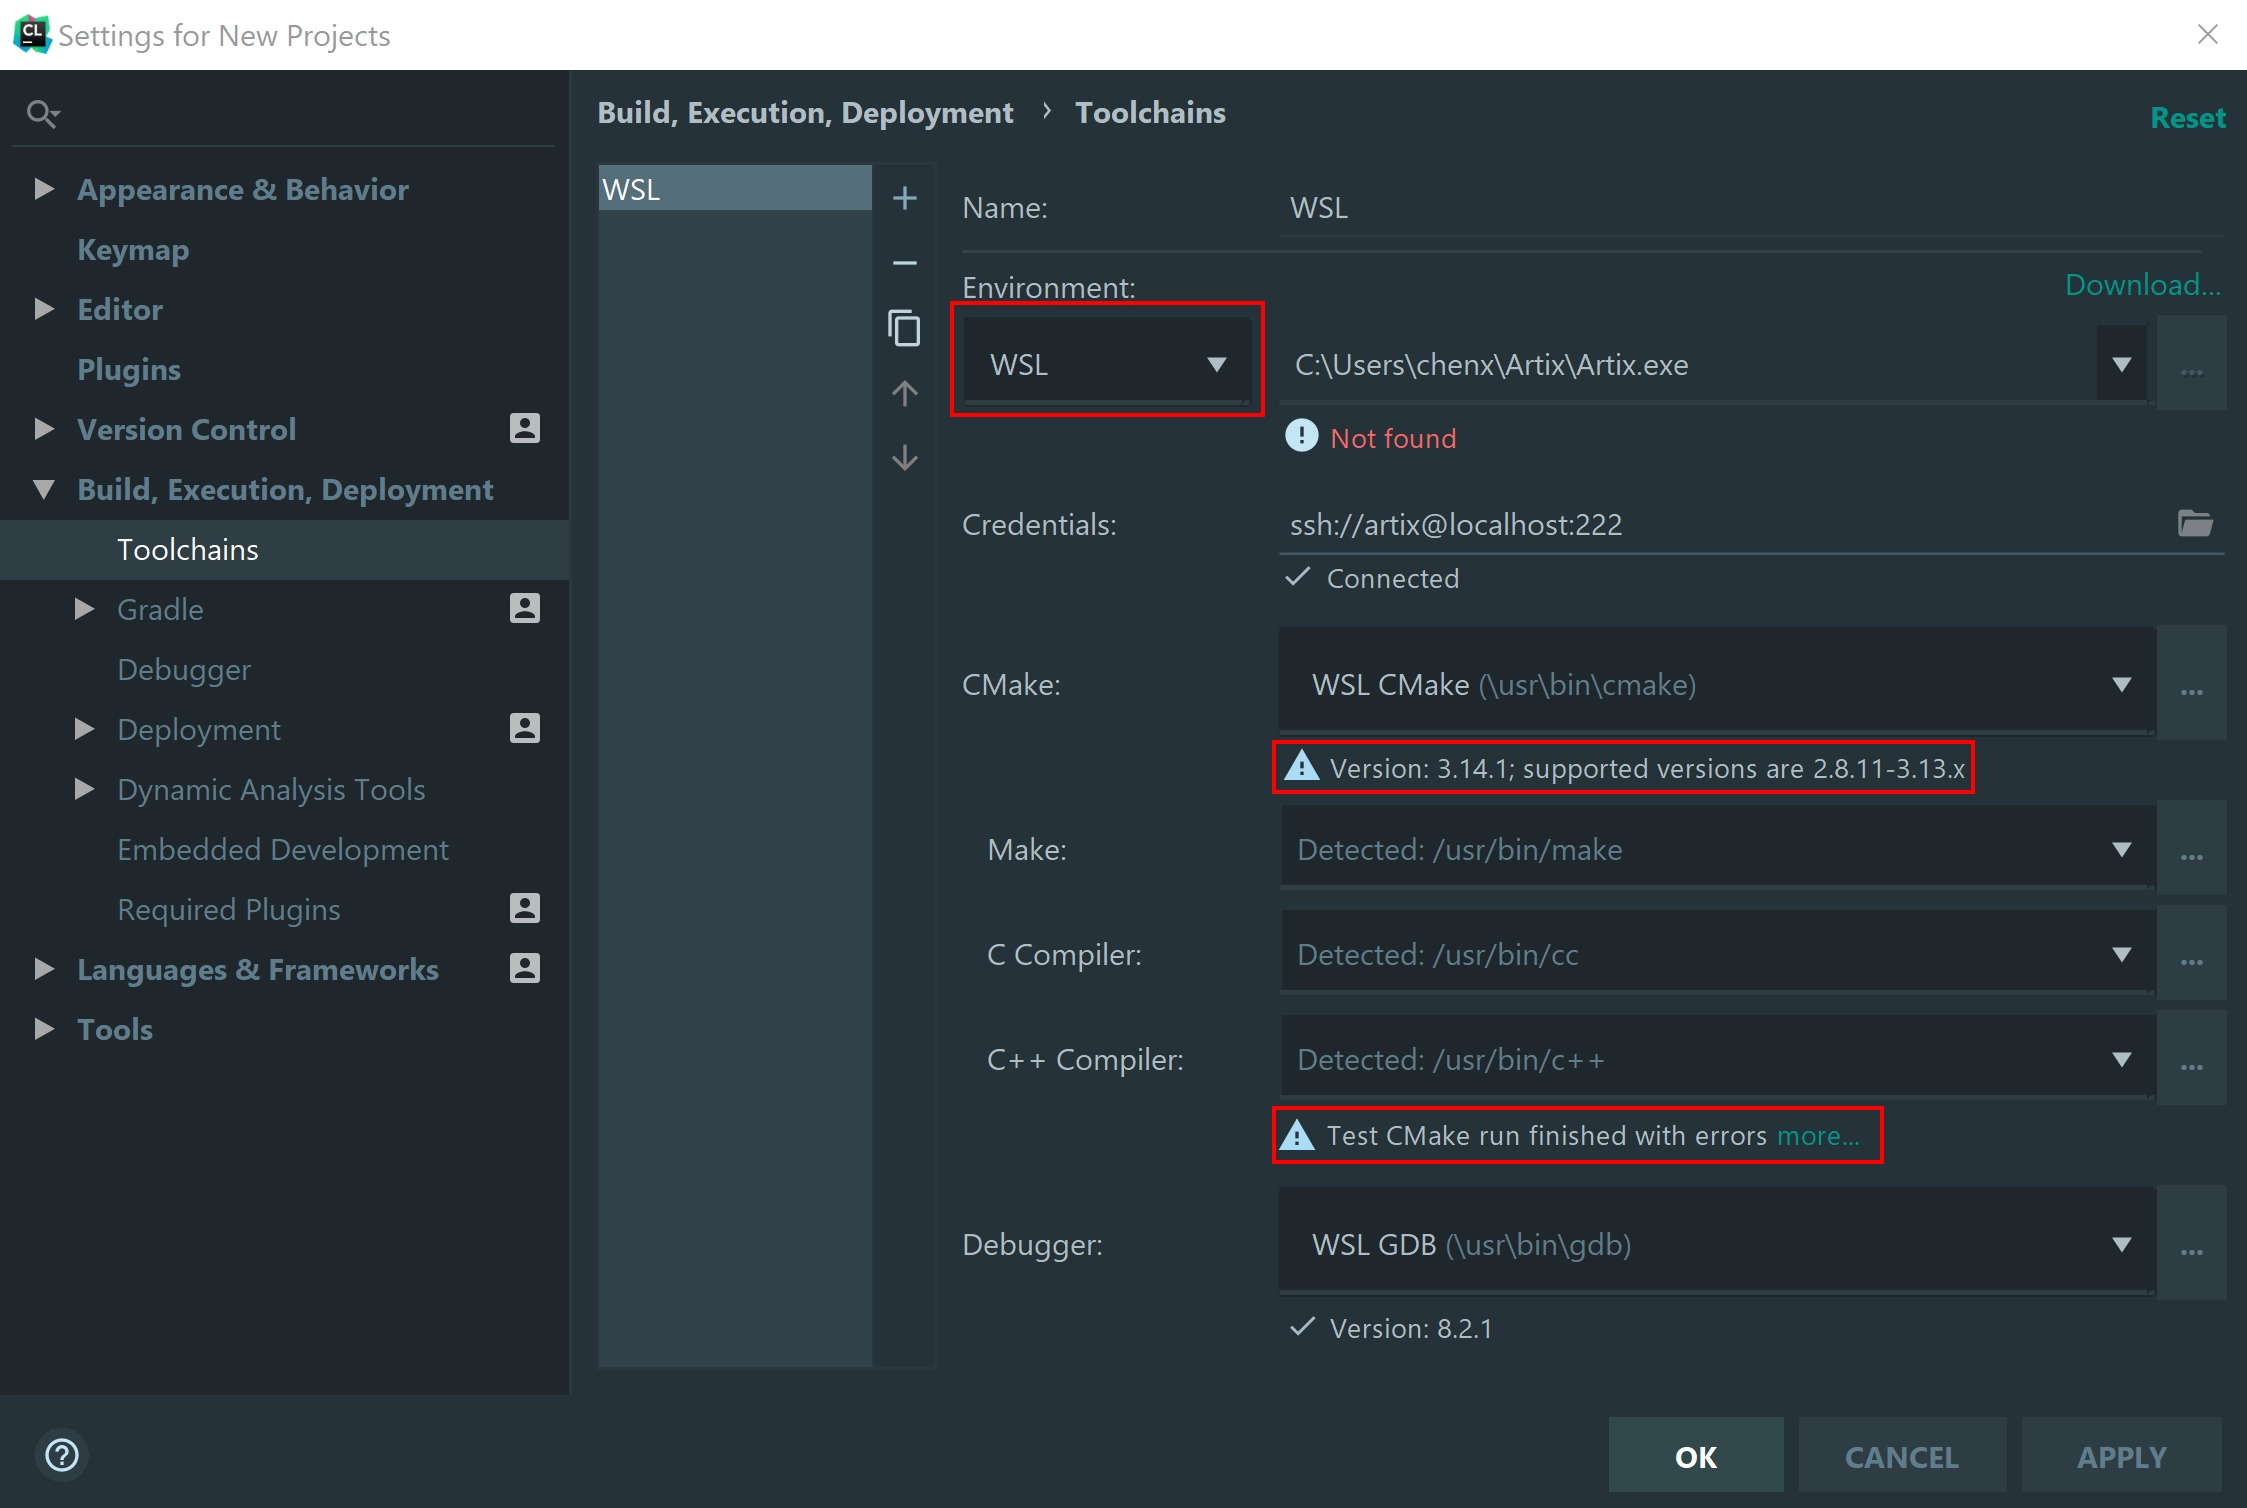 CL
Settings for New Projects
Appearance & Behavior
Keymap
Editor
Plugins
Version Control
Build, Execution, Deployment
Toolchains
Gradle
Debugger
Deployment
Dynamic Analysis Tools
Embedded Development
Required Plugins
Languages & Frameworks
Tools
Build, Execution, Deployment › Toolchains
Reset
WSL
Name: WSL
Environment: Download...
WSL C:\Users\chenx\Artix\Artix.exe ...
Not found
Credentials: ssh://artix@localhost:222
Connected
CMake: WSL CMake (\usr\bin\cmake) ...
Version: 3.14.1; supported versions are 2.8.11-3.13.x
Make: Detected: /usr/bin/make ...
C Compiler: Detected: /usr/bin/cc ...
C++ Compiler: Detected: /usr/bin/c++ ...
Test CMake run finished with errors more...
Debugger: WSL GDB (\usr\bin\gdb) ...
Version: 8.2.1
?
OK CANCEL APPLY